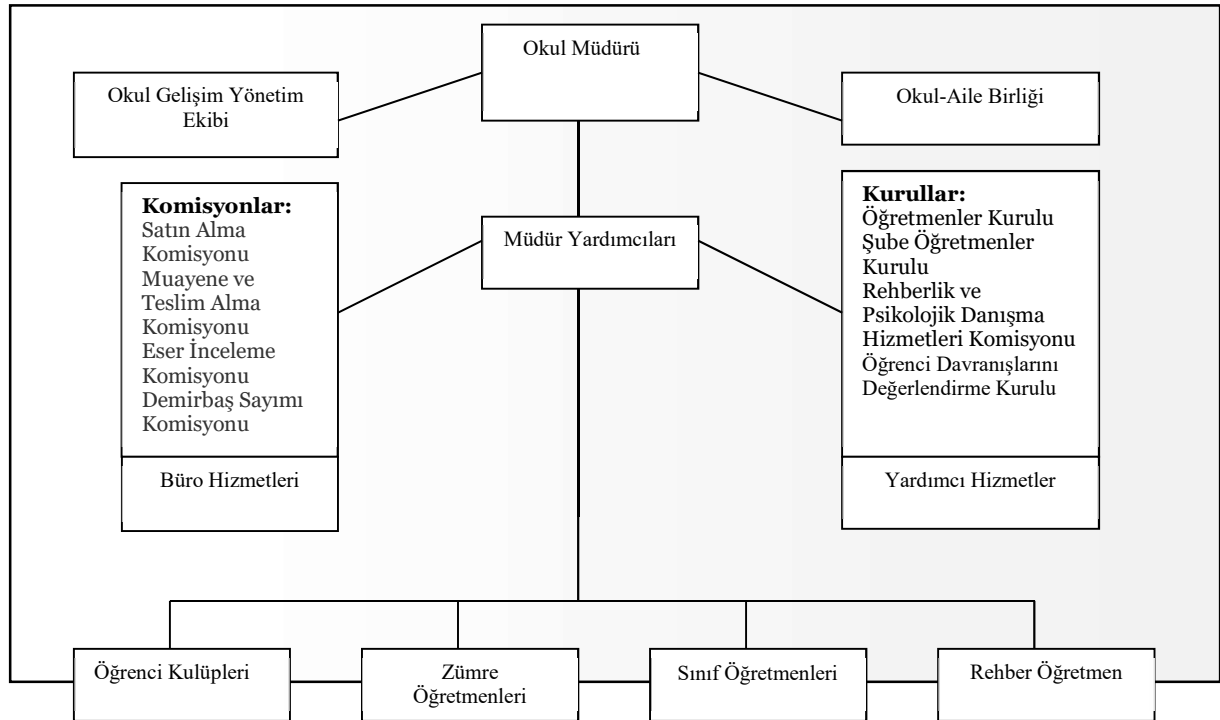 Okul Müdürü
Okul Gelişim Yönetim
Ekibi
Okul-Aile Birliği
Komisyonlar:
Satın Alma
Komisyonu
Muayene ve
Teslim Alma
Komisyonu
Eser İnceleme
Komisyonu
Demirbaş Sayımı
Komisyonu
Müdür Yardımcıları
Kurullar:
Öğretmenler Kurulu
Şube Öğretmenler
Kurulu
Rehberlik ve
Psikolojik Danışma
Hizmetleri Komisyonu
Öğrenci Davranışlarını
Değerlendirme Kurulu
Büro Hizmetleri
Yardımcı Hizmetler
Öğrenci Kulüpleri
Zümre
Öğretmenleri
Sınıf Öğretmenleri
Rehber Öğretmen